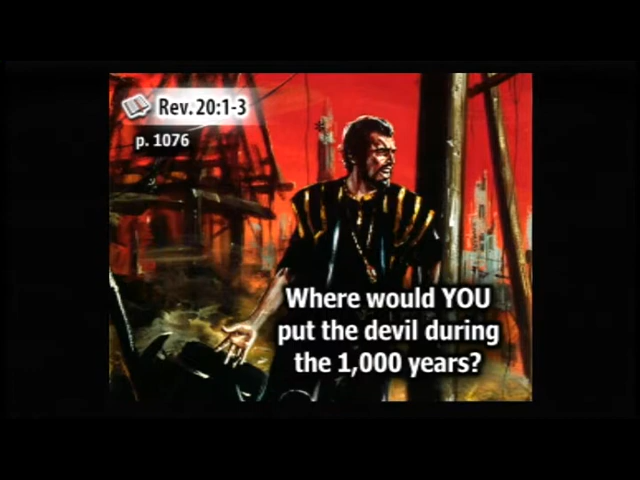 Rev. 20:1-3
p. 1076
Where would YOU
put the devil during
the 1,000 years?